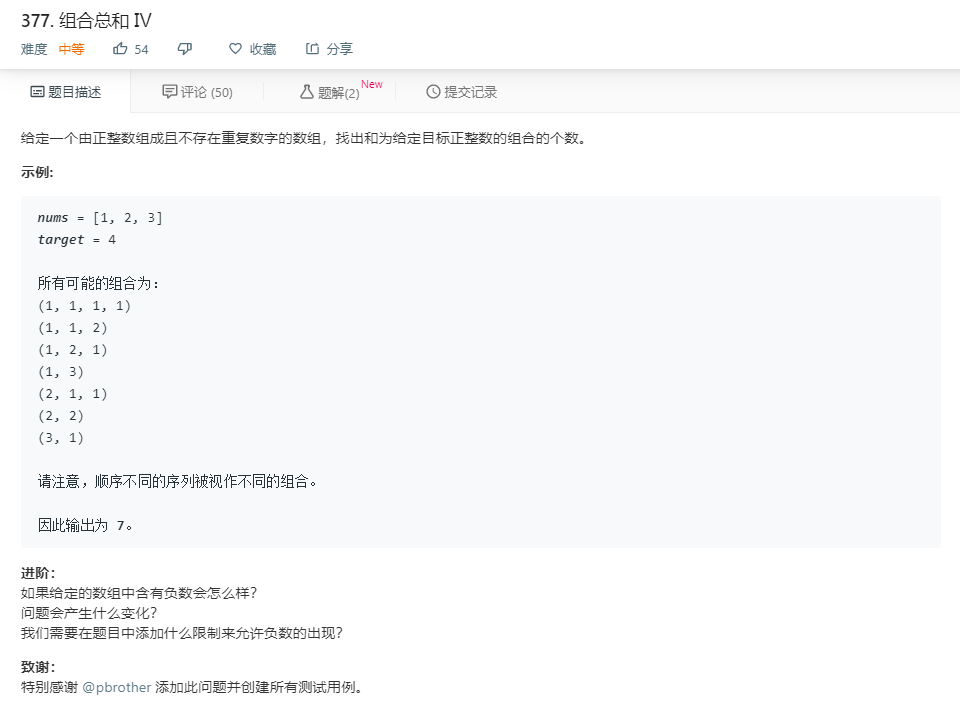 377. 组合总和 IV
难度 中等 54 收藏 分享
题目描述 评论 (50) 题解(2) New 提交记录
给定一个由正整数组成且不存在重复数字的数组，找出和为给定目标正整数的组合的个数。
示例:
nums = [1, 2, 3]
target = 4
所有可能的组合为：
(1, 1, 1, 1)
(1, 1, 2)
(1, 2, 1)
(1, 3)
(2, 1, 1)
(2, 2)
(3, 1)
请注意，顺序不同的序列被视作不同的组合。
因此输出为 7。
进阶：
如果给定的数组中含有负数会怎么样？
问题会产生什么变化？
我们需要在题目中添加什么限制来允许负数的出现？
致谢：
特别感谢 @pbrother 添加此问题并创建所有测试用例。